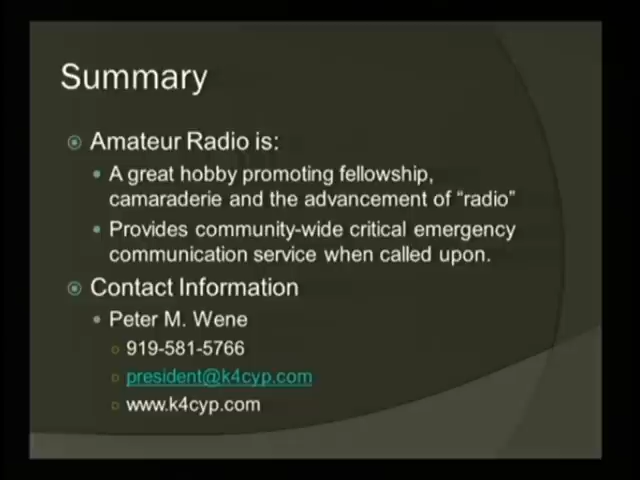 Summary
Amateur Radio is:
A great hobby promoting fellowship,
camaraderie and the advancement of “radio”
Provides community-wide critical emergency
communication service when called upon.
Contact Information
Peter M. Wene
919-581-5766
president@k4cyp.com
www.k4cyp.com